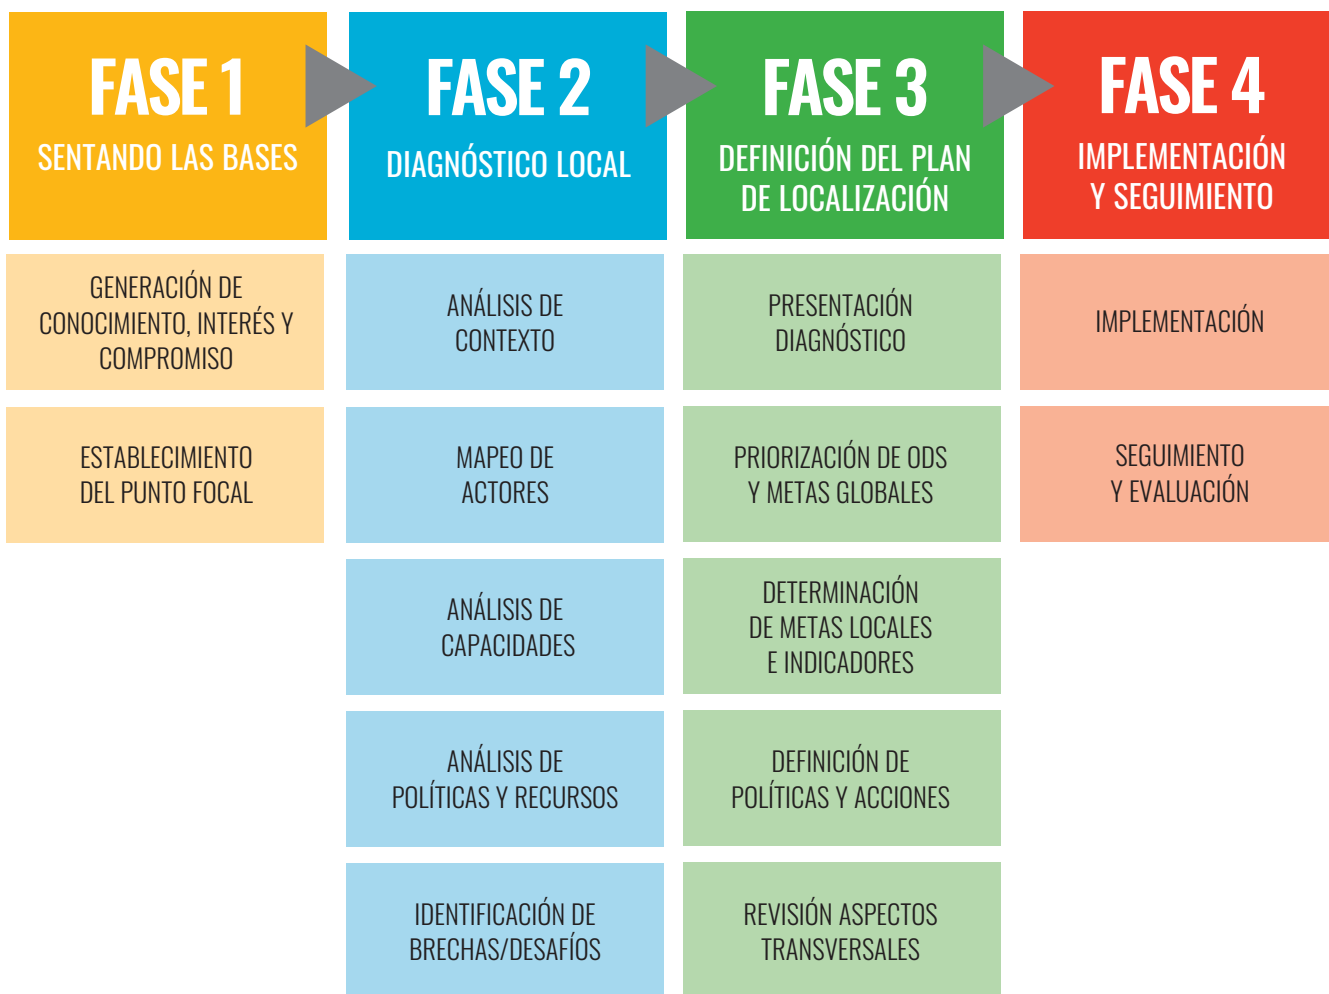 FASE 1
SENTANDO LAS BASES
GENERACIÓN DE
CONOCIMIENTO, INTERÉS Y
COMPROMISO
ESTABLECIMIENTO
DEL PUNTO FOCAL
FASE 2
DIAGNÓSTICO LOCAL
ANÁLISIS DE
CONTEXTO
MAPEO DE
ACTORES
ANÁLISIS DE
CAPACIDADES
ANÁLISIS DE
POLÍTICAS Y RECURSOS
IDENTIFICACIÓN DE
BRECHAS/DESAFÍOS
FASE 3
DEFINICIÓN DEL PLAN
DE LOCALIZACIÓN
PRESENTACIÓN
DIAGNÓSTICO
PRIORIZACIÓN DE ODS
Y METAS GLOBALES
DETERMINACIÓN
DE METAS LOCALES
E INDICADORES
DEFINICIÓN DE
POLÍTICAS Y ACCIONES
REVISIÓN ASPECTOS
TRANSVERSALES
FASE 4
IMPLEMENTACIÓN
Y SEGUIMIENTO
IMPLEMENTACIÓN
SEGUIMIENTO
Y EVALUACIÓN